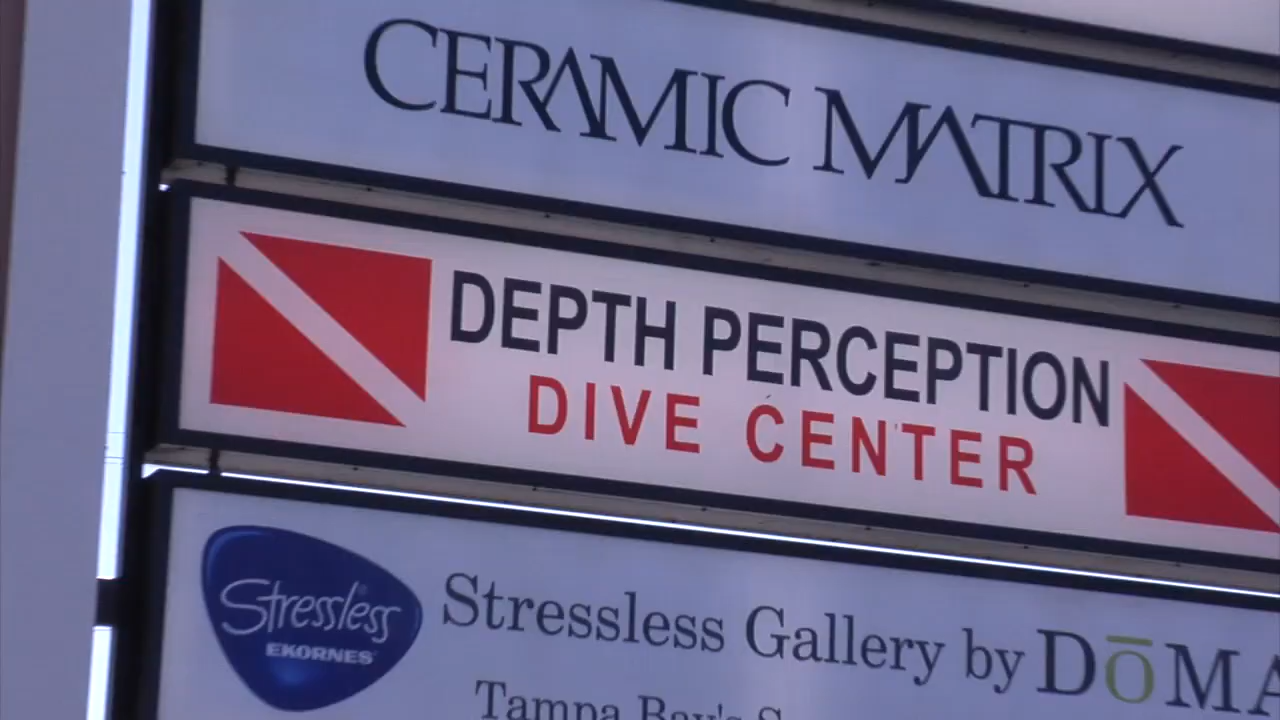 CERAMIC MATRIX
DEPTH PERCEPTION
DIVE CENTER
Stressless®
EKORNES
Stressless Gallery by DōMA
Tampa Bay's